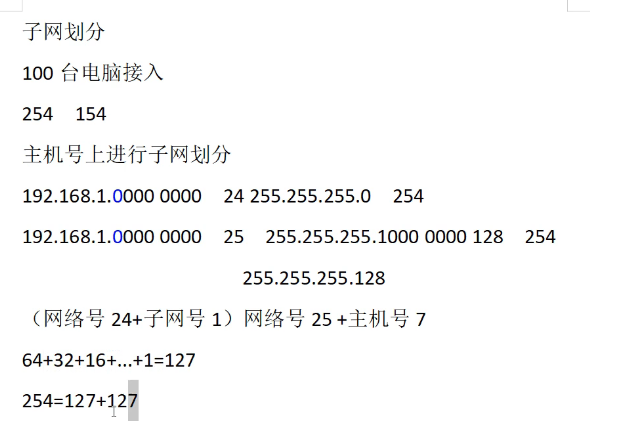 子网划分
100 台电脑接入
254 154
主机号上进行子网划分
192.168.1.0000 0000 24 255.255.255.0 254
192.168.1.0000 0000 25 255.255.255.1000 0000 128 254
255.255.255.128
（网络号 24+子网号 1）网络号 25 +主机号 7
64+32+16+...+1=127
254=127+127